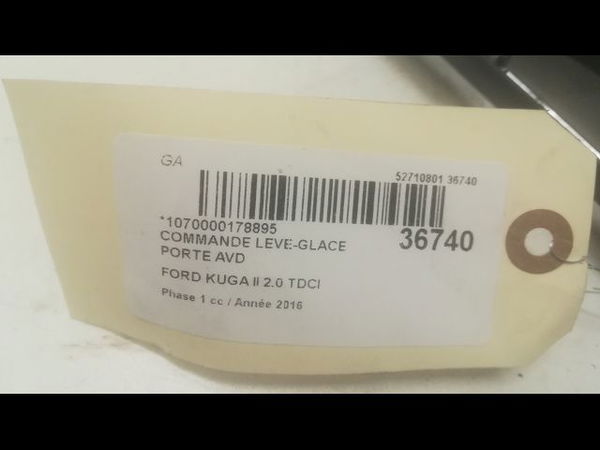 GA
52710801 36740
*1070000178895
36740
COMMANDE LEVE-GLACE
PORTE AVD
FORD KUGA II 2.0 TDCI
Phase 1 cc / Année 2016